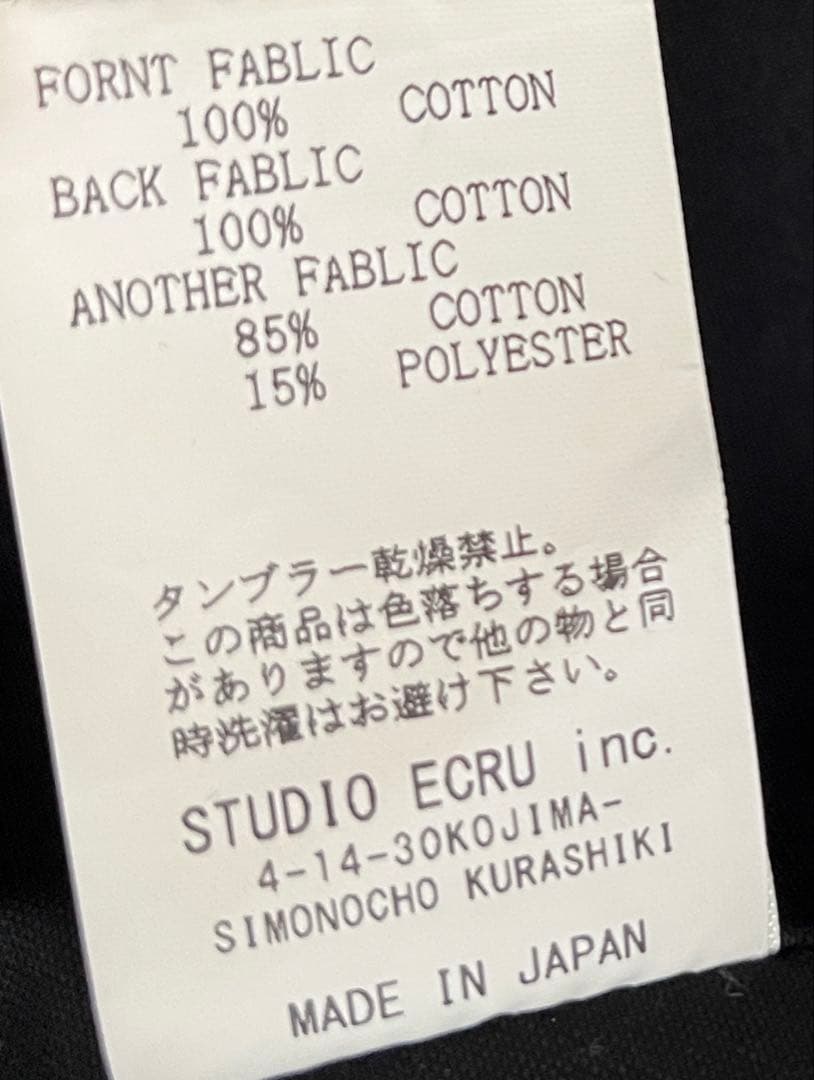 FORNT FABLIC
100% COTTON
BACK FABLIC
100% COTTON
ANOTHER FABLIC
85% COTTON
15% POLYESTER
タンブラー乾燥禁止。
この商品は色落ちする場合
がありますので他の物と同
時洗濯はお避け下さい。
STUDIO ECRU inc.
4-14-30KOJIMA-
SIMONOCHO KURASHIKI
MADE IN JAPAN